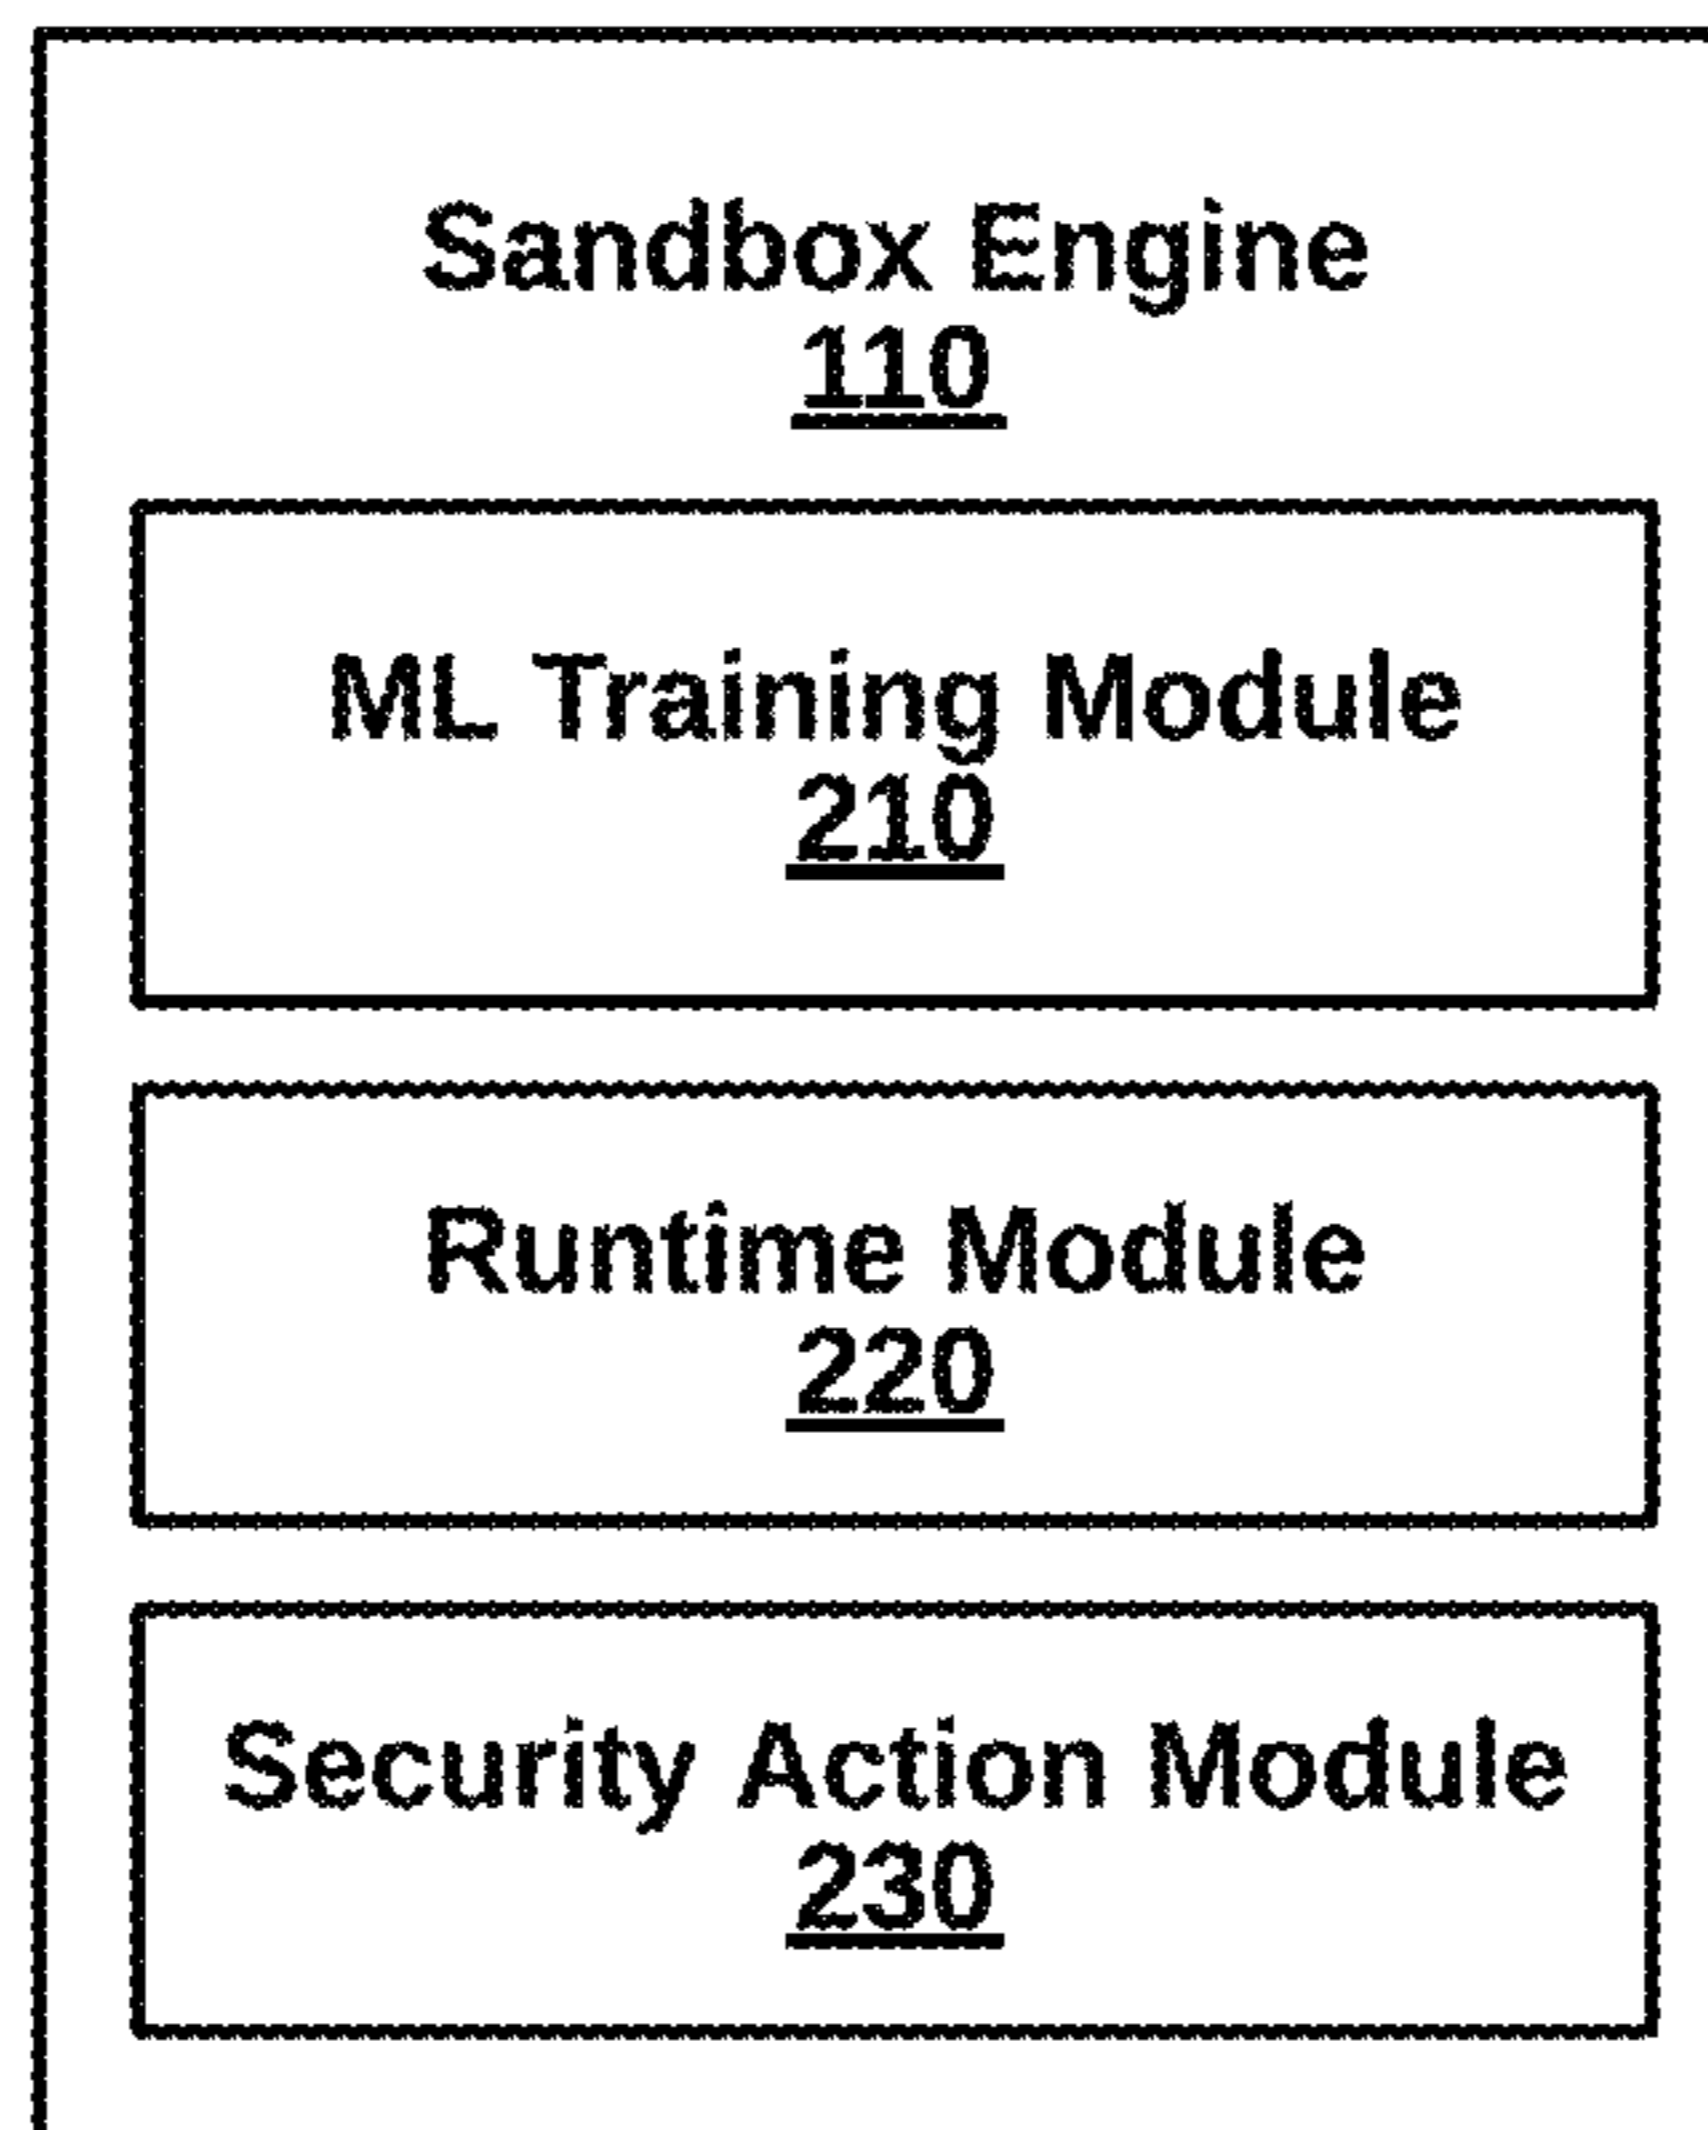 Sandbox Engine
110
ML Training Module
210
Runtime Module
220
Security Action Module
230